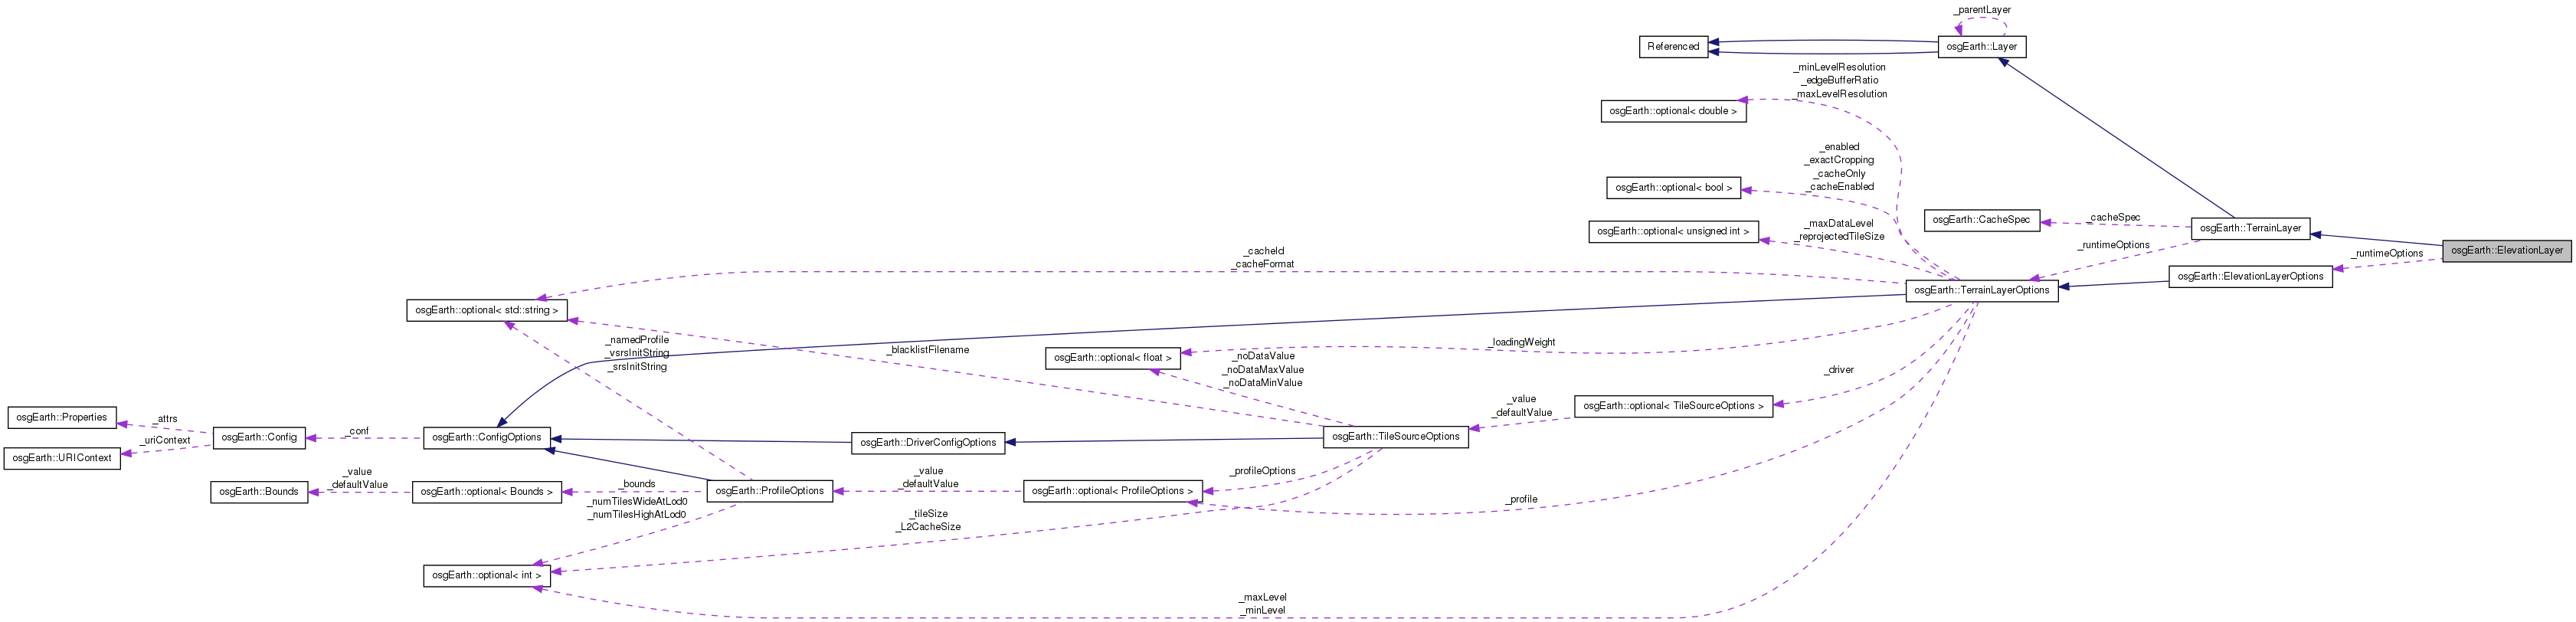 _parentLayer
Referenced
osgEarth::Layer
_minLevelResolution
_edgeBufferRatio
_maxLevelResolution
osgEarth::optional< double >
_enabled
_exactCropping
_cacheOnly
_cacheEnabled
osgEarth::optional< bool >
osgEarth::CacheSpec
_cacheSpec
osgEarth::TerrainLayer
_maxDataLevel
_reprojectedTileSize
osgEarth::optional< unsigned int >
_runtimeOptions
_runtimeOptions
osgEarth::ElevationLayer
_cacheId
_cacheFormat
osgEarth::ElevationLayerOptions
osgEarth::TerrainLayerOptions
osgEarth::optional< std::string >
_namedProfile
_vsrsInitString
_srsInitString
_blacklistFilename
osgEarth::optional< float >
_noDataValue
_noDataMaxValue
_noDataMinValue
_loadingWeight
_driver
osgEarth::Properties
_attrs
_uriContext
osgEarth::URIContext
osgEarth::Config
_conf
osgEarth::ConfigOptions
osgEarth::DriverConfigOptions
osgEarth::TileSourceOptions
_value
_defaultValue
osgEarth::optional< TileSourceOptions >
osgEarth::Bounds
_value
_defaultValue
osgEarth::optional< Bounds >
_bounds
osgEarth::ProfileOptions
_value
_defaultValue
osgEarth::optional< ProfileOptions >
_profileOptions
_profile
_numTilesWideAtLod0
_numTilesHighAtLod0
_tileSize
_L2CacheSize
osgEarth::optional< int >
_maxLevel
_minLevel